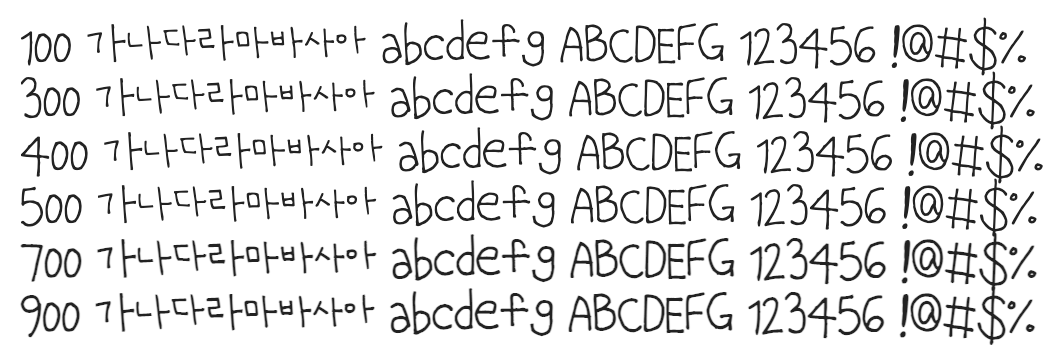 100 가나다라마바사아 abcdefg ABCDEFG 123456 !@#$%
300 가나다라마바사아 abcdefg ABCDEFG 123456 !@#$%
400 가나다라마바사아 abcdefg ABCDEFG 123456 !@#$%
500 가나다라마바사아 abcdefg ABCDEFG 123456 !@#$%
700 가나다라마바사아 abcdefg ABCDEFG 123456 !@#$%
900 가나다라마바사아 abcdefg ABCDEFG 123456 !@#$%